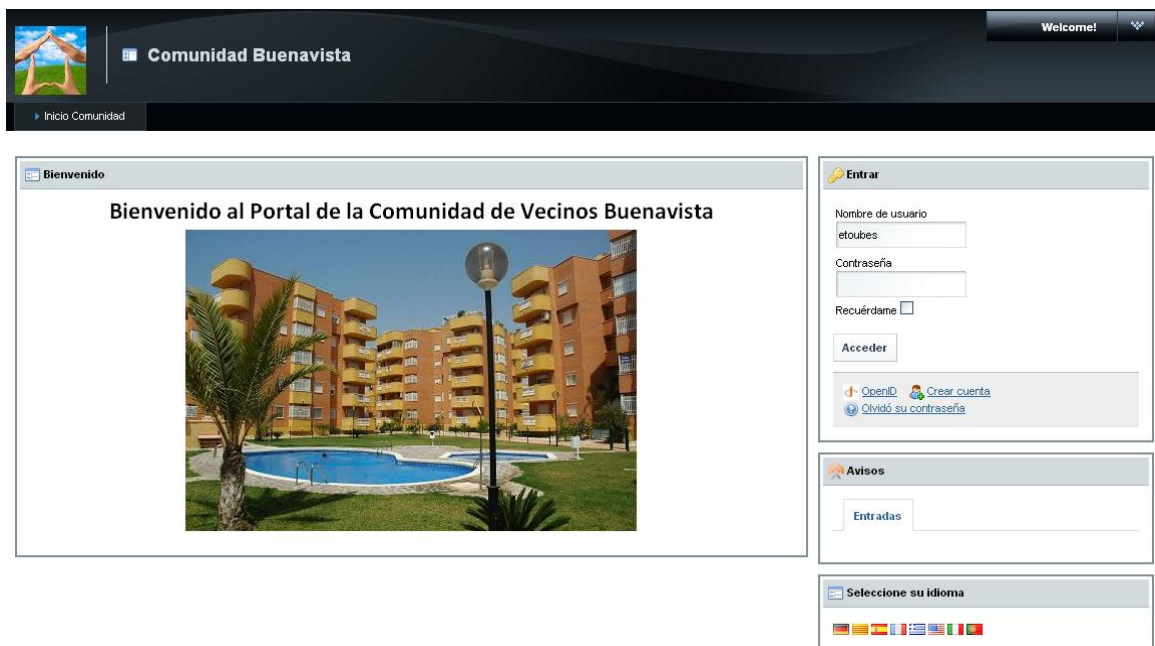 Welcome!
Comunidad Buenavista
Inicio Comunidad
Bienvenido
Bienvenido al Portal de la Comunidad de Vecinos Buenavista
Entrar
Nombre de usuario
etoubes
Contraseña
Recuérdame
Acceder
OpenID Crear cuenta
Olvidó su contraseña
Avisos
Entradas
Seleccione su idioma